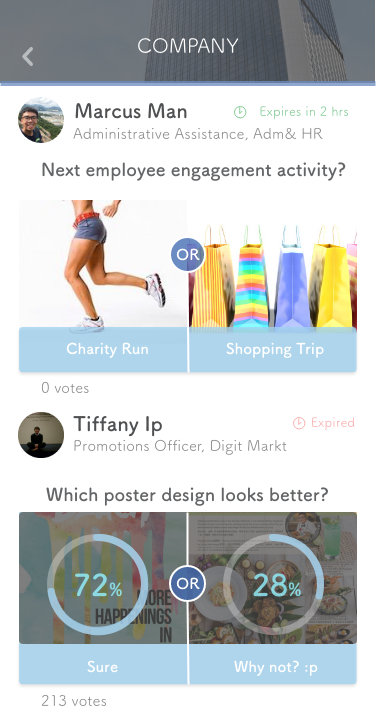 COMPANY
Marcus Man
Expires in 2 hrs
Administrative Assistance, Adm& HR
Next employee engagement activity?
OR
Charity Run
Shopping Trip
0 votes
Tiffany Ip
Expired
Promotions Officer, Digit Markt
Which poster design looks better?
72%
OR
28%
MORE
HAPPENINGS
IN
Sure
Why not? :p
213 votes